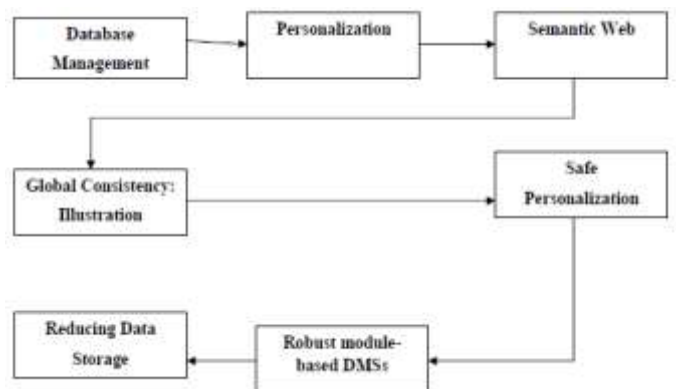 Database
Management
Personalization
Semantic Web
Global Consistency:
Illustration
Safe
Personalization
Reducing Data
Storage
Robust module-
based DMSs